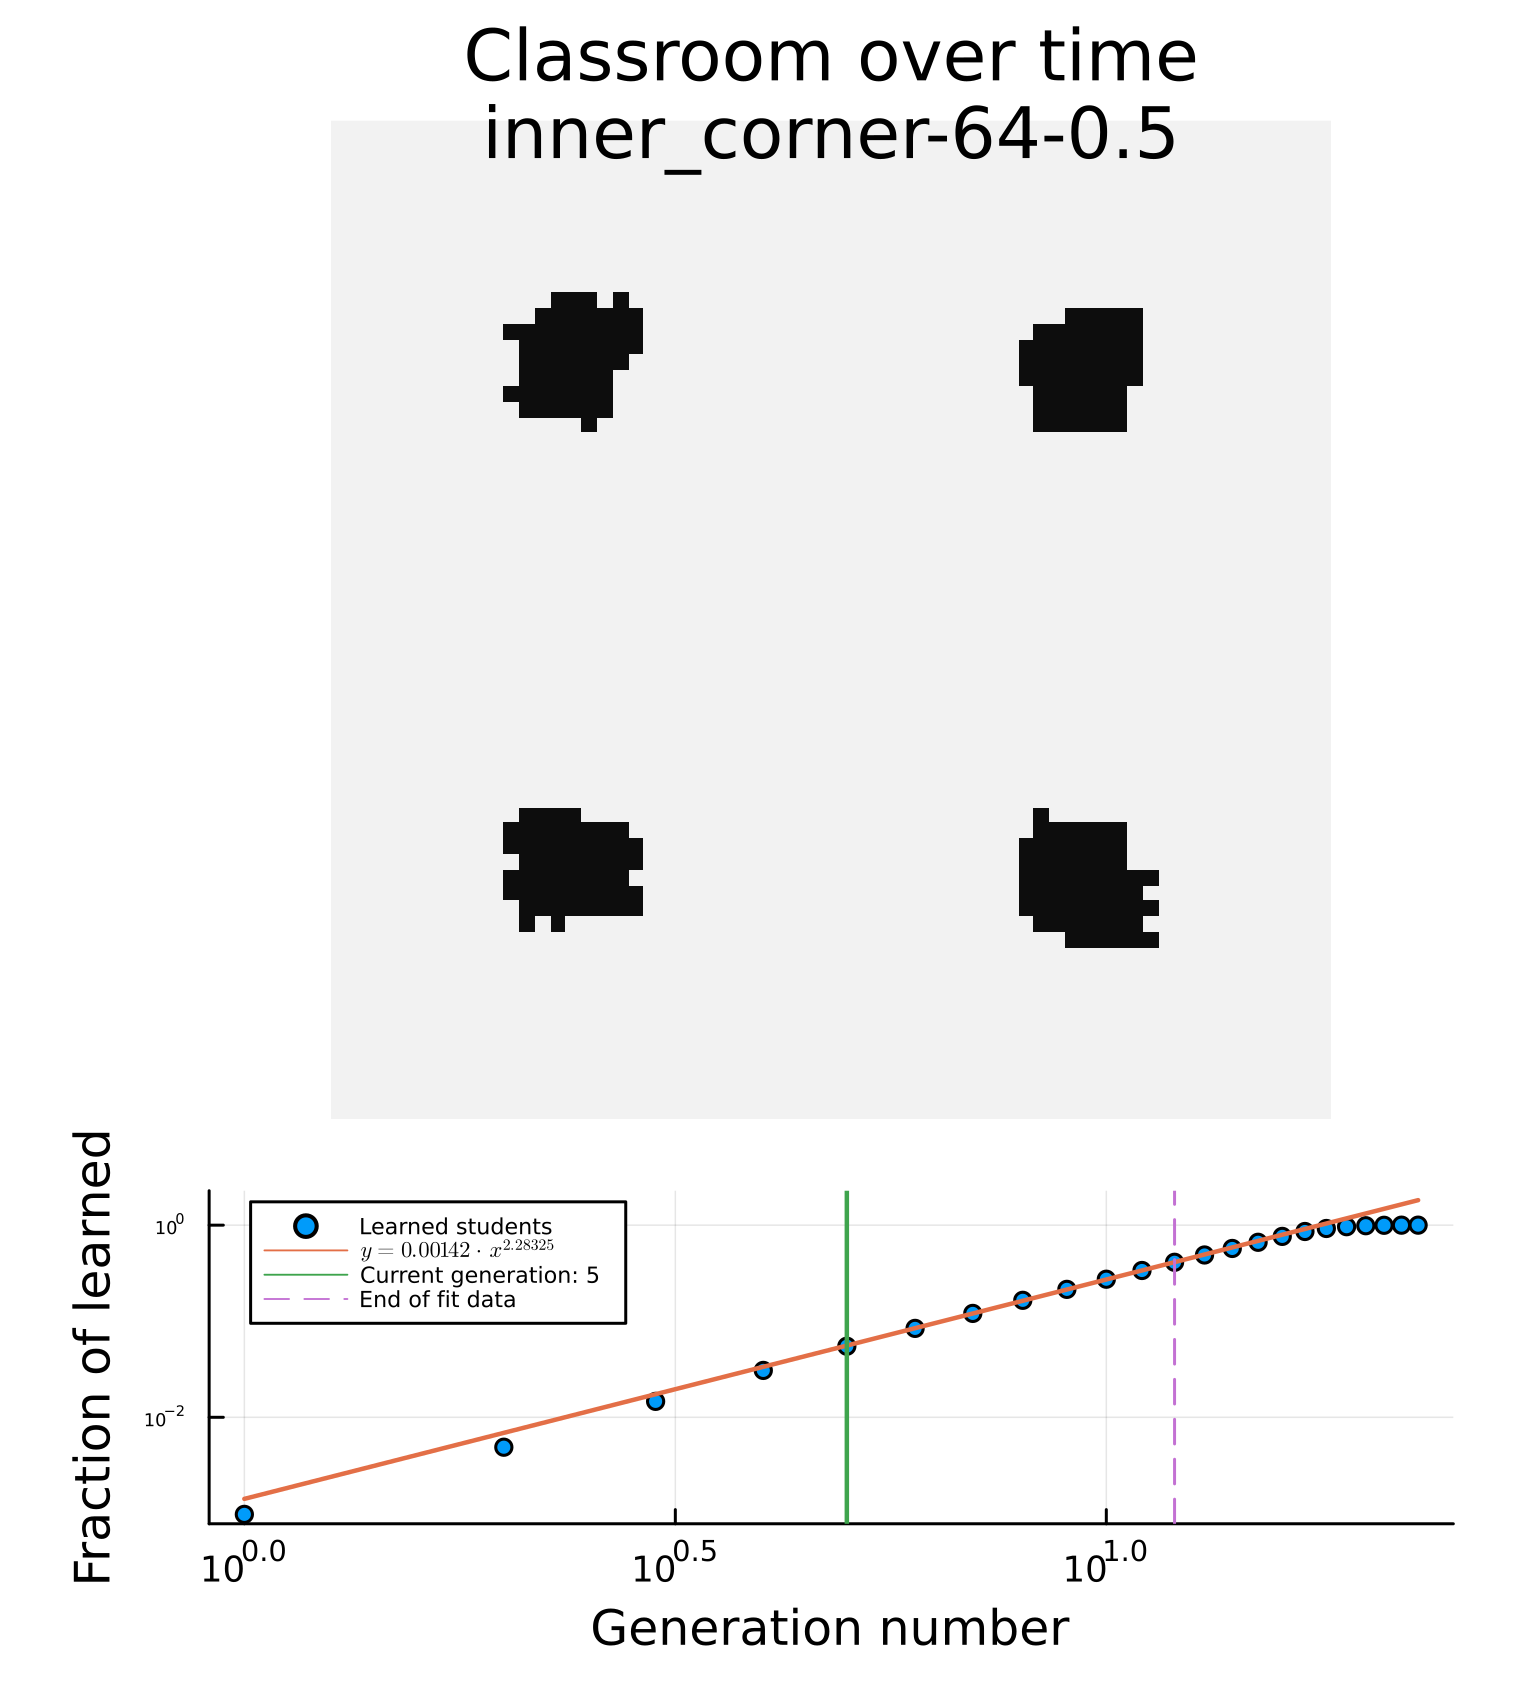 Classroom over time
inner_corner-64-0.5
Fraction of learned
10^0
10^−2
Learned students
y = 0.00142 · x^2.28325
Current generation: 5
End of fit data
10^0.0
10^0.5
10^1.0
Generation number